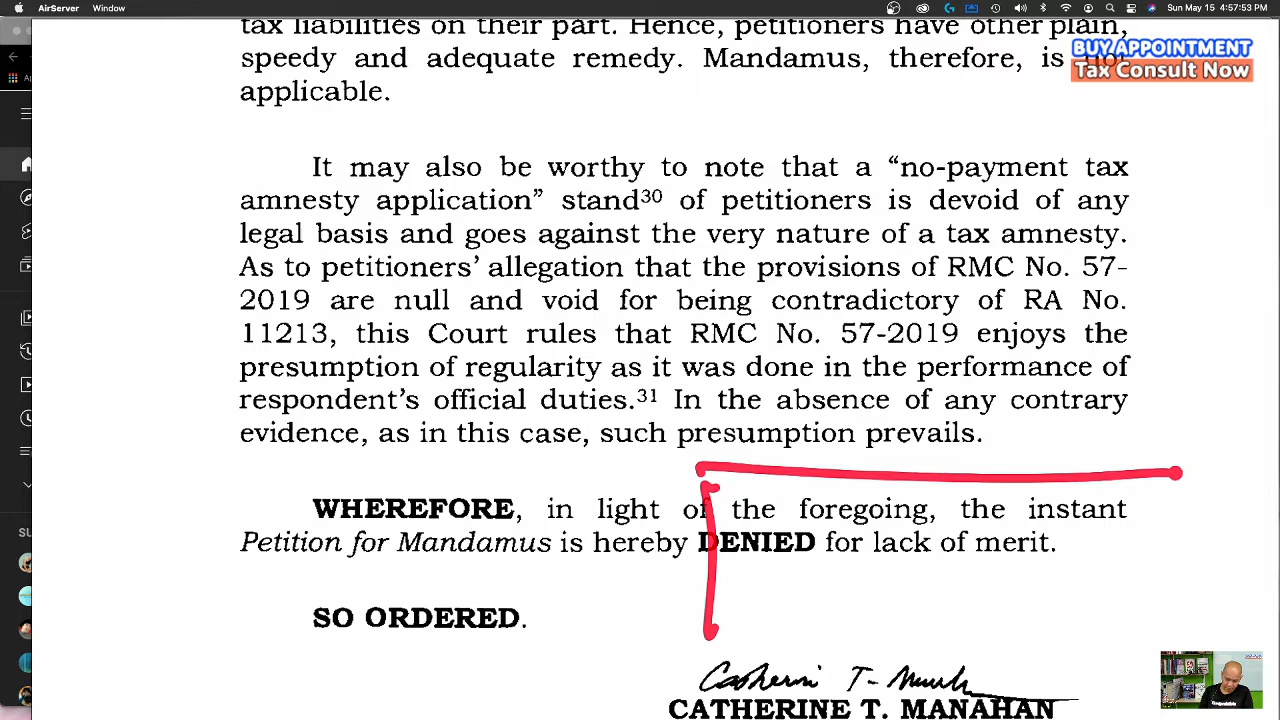 AirServer Window
Sun May 15 4:57:53 PM
tax liabilities on their part. Hence, petitioners have other plain,
BUY APPOINTMENT
speedy and adequate remedy. Mandamus, therefore, is
Tax Consult Now
applicable.
It may also be worthy to note that a “no-payment tax
amnesty application” stand30 of petitioners is devoid of any
legal basis and goes against the very nature of a tax amnesty.
As to petitioners’ allegation that the provisions of RMC No. 57-
2019 are null and void for being contradictory of RA No.
11213, this Court rules that RMC No. 57-2019 enjoys the
presumption of regularity as it was done in the performance of
respondent’s official duties.31 In the absence of any contrary
evidence, as in this case, such presumption prevails.
WHEREFORE, in light of the foregoing, the instant
Petition for Mandamus is hereby DENIED for lack of merit.
SO ORDERED.
Catherine T. Manahan
CATHERINE T. MANAHAN